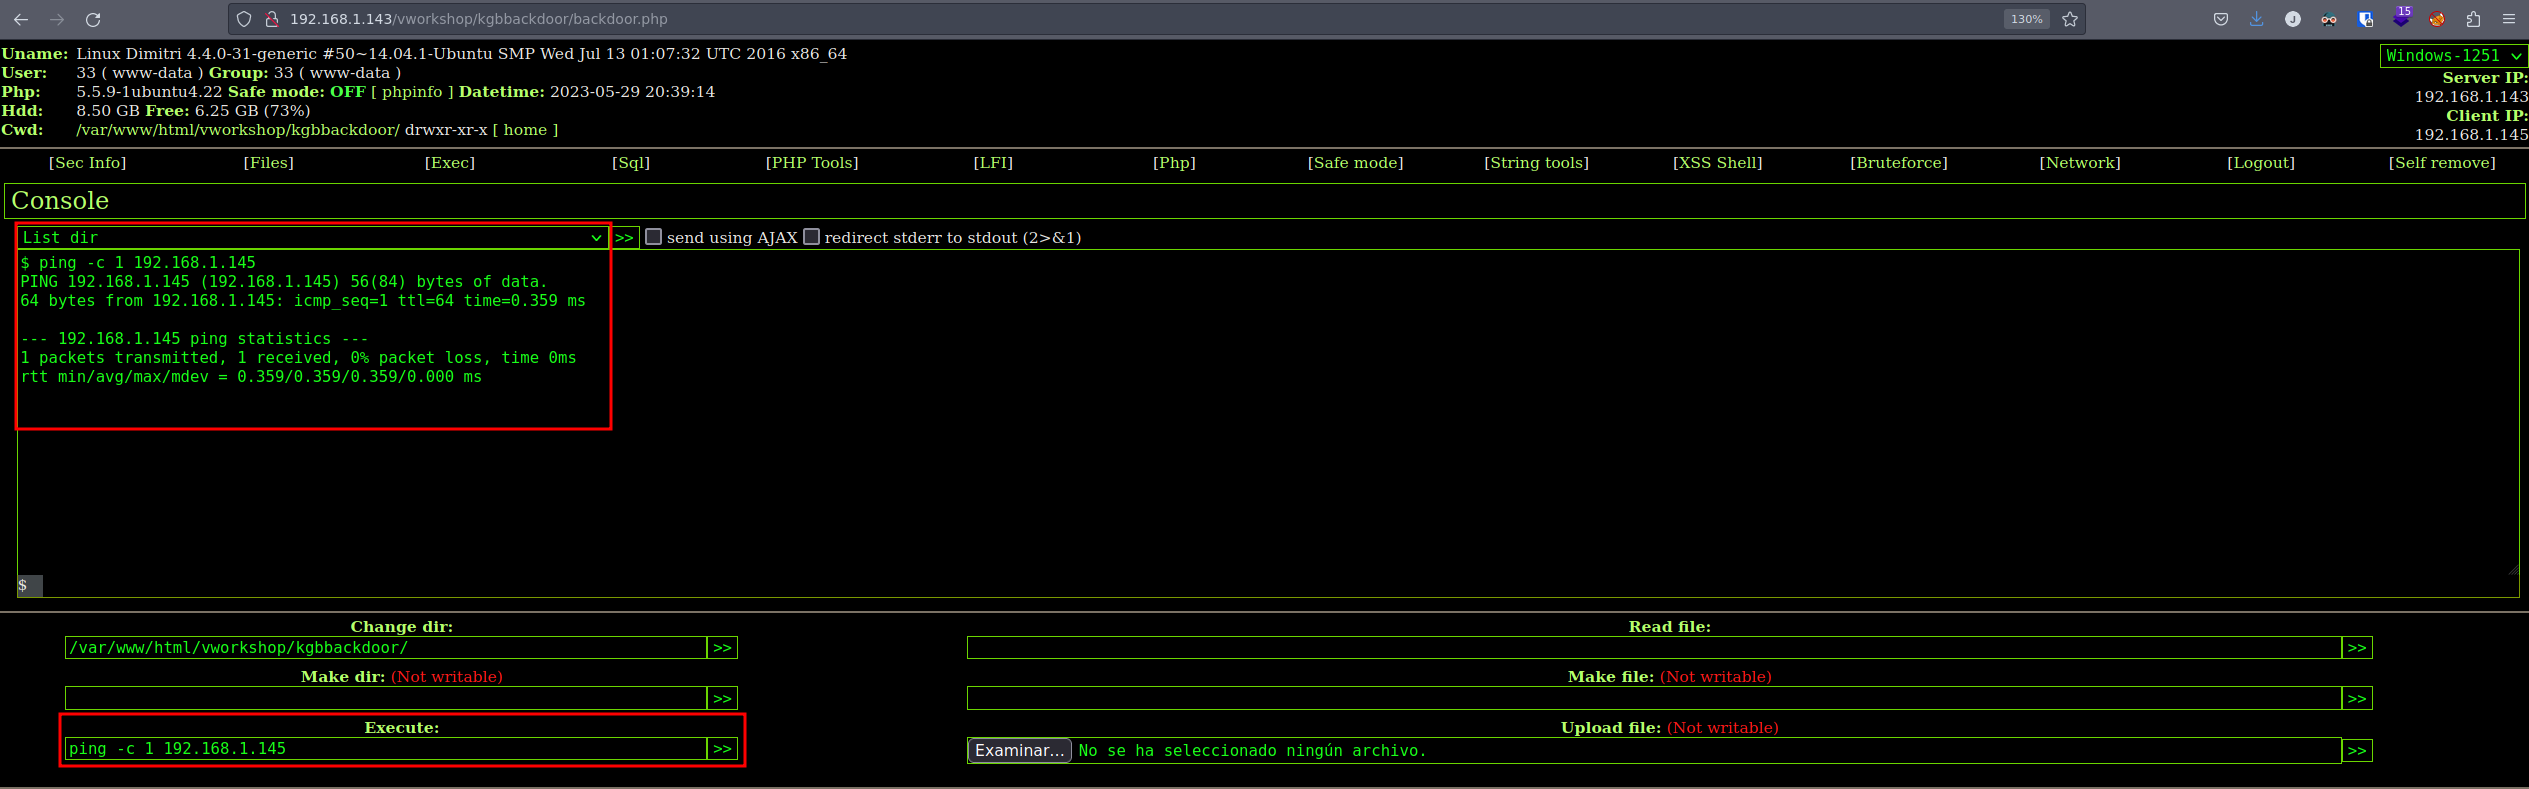 192.168.1.143/vworkshop/kgbbackdoor/backdoor.php 130% J 15
Uname: Linux Dimitri 4.4.0-31-generic #50~14.04.1-Ubuntu SMP Wed Jul 13 01:07:32 UTC 2016 x86_64 Windows-1251
User: 33 ( www-data ) Group: 33 ( www-data ) Server IP:
Php: 5.5.9-1ubuntu4.22 Safe mode: OFF [ phpinfo ] Datetime: 2023-05-29 20:39:14 192.168.1.143
Hdd: 8.50 GB Free: 6.25 GB (73%) Client IP:
Cwd: /var/www/html/vworkshop/kgbbackdoor/ drwxr-xr-x [ home ] 192.168.1.145
[Sec Info] [Files] [Exec] [Sql] [PHP Tools] [LFI] [Php] [Safe mode] [String tools] [XSS Shell] [Bruteforce] [Network] [Logout] [Self remove]
Console
List dir >> send using AJAX redirect stderr to stdout (2>&1)
$ ping -c 1 192.168.1.145
PING 192.168.1.145 (192.168.1.145) 56(84) bytes of data.
64 bytes from 192.168.1.145: icmp_seq=1 ttl=64 time=0.359 ms
--- 192.168.1.145 ping statistics ---
1 packets transmitted, 1 received, 0% packet loss, time 0ms
rtt min/avg/max/mdev = 0.359/0.359/0.359/0.000 ms
$
Change dir: Read file:
/var/www/html/vworkshop/kgbbackdoor/ >> >>
Make dir: (Not writable) Make file: (Not writable)
>> >>
Execute: Upload file: (Not writable)
ping -c 1 192.168.1.145 >> Examinar... No se ha seleccionado ningún archivo. >>